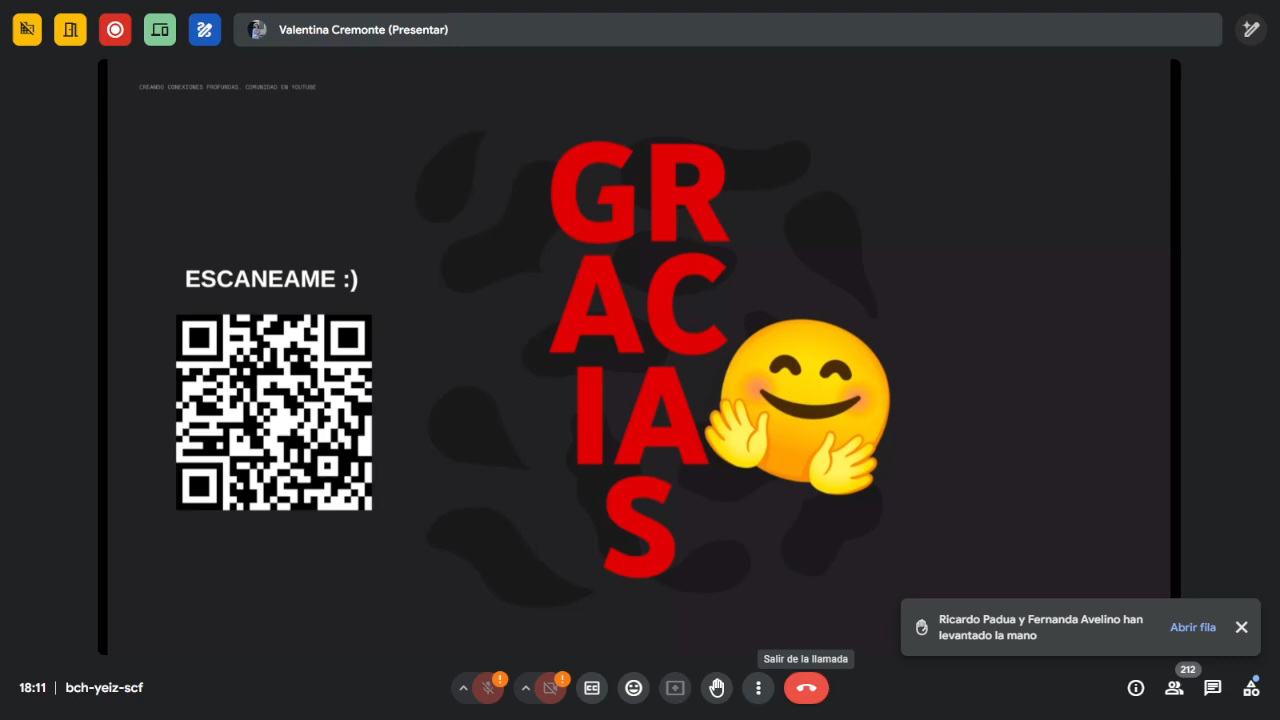 Valentina Cremonte (Presentar)
CREANDO CONEXIONES PROFUNDAS. COMUNIDAD EN YOUTUBE
ESCANEAME :)
GR
AC
IA
S
Ricardo Padua y Fernanda Avelino han
levantado la mano
Abrir fila
Salir de la llamada
212
18:11
bch-yeiz-scf